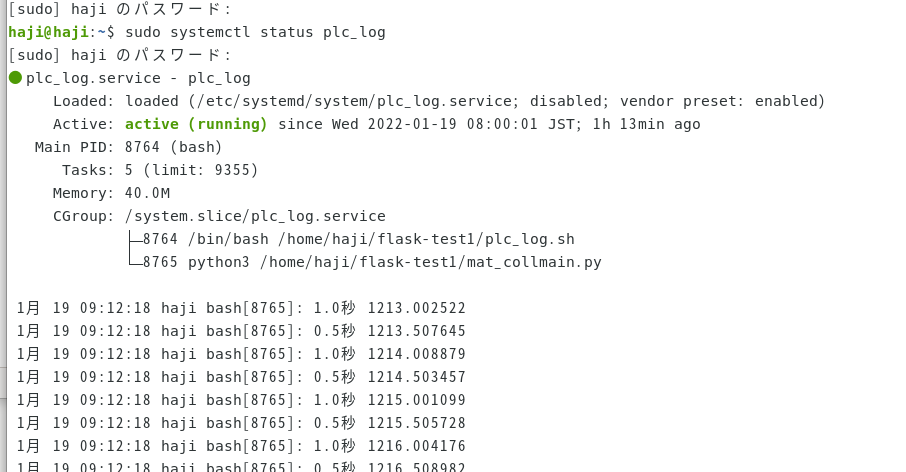 [sudo] haji のパスワード:
haji@haji:~$ sudo systemctl status plc_log
[sudo] haji のパスワード:
● plc_log.service - plc_log
Loaded: loaded (/etc/systemd/system/plc_log.service; disabled; vendor preset: enabled)
Active: active (running) since Wed 2022-01-19 08:00:01 JST; 1h 13min ago
Main PID: 8764 (bash)
Tasks: 5 (limit: 9355)
Memory: 40.0M
CGroup: /system.slice/plc_log.service
├─8764 /bin/bash /home/haji/flask-test1/plc_log.sh
└─8765 python3 /home/haji/flask-test1/mat_collmain.py
1月 19 09:12:18 haji bash[8765]: 1.0秒 1213.002522
1月 19 09:12:18 haji bash[8765]: 0.5秒 1213.507645
1月 19 09:12:18 haji bash[8765]: 1.0秒 1214.008879
1月 19 09:12:18 haji bash[8765]: 0.5秒 1214.503457
1月 19 09:12:18 haji bash[8765]: 1.0秒 1215.001099
1月 19 09:12:18 haji bash[8765]: 0.5秒 1215.505728
1月 19 09:12:18 haji bash[8765]: 1.0秒 1216.004176
1月 19 09:12:18 haji bash[8765]: 0.5秒 1216.508982